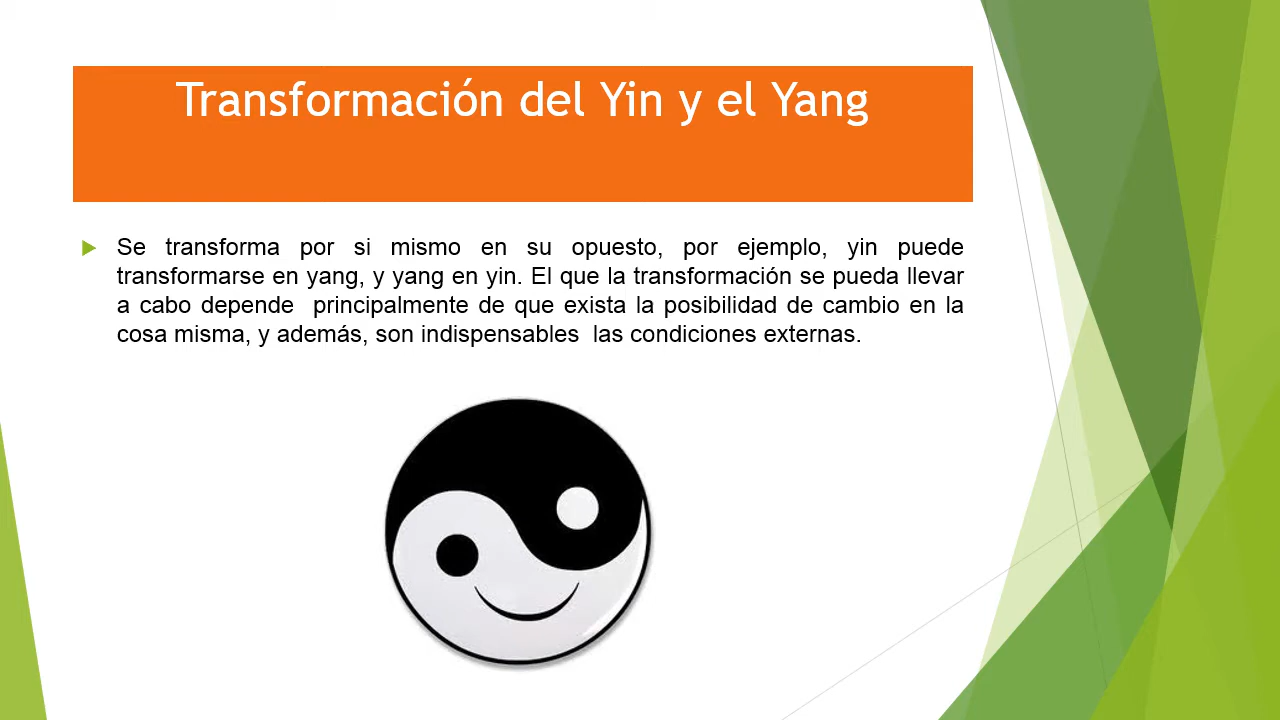 Transformación del Yin y el Yang
Se transforma por si mismo en su opuesto, por ejemplo, yin puede
transformarse en yang, y yang en yin. El que la transformación se pueda llevar
a cabo depende  principalmente de que exista la posibilidad de cambio en la
cosa misma, y además, son indispensables  las condiciones externas.